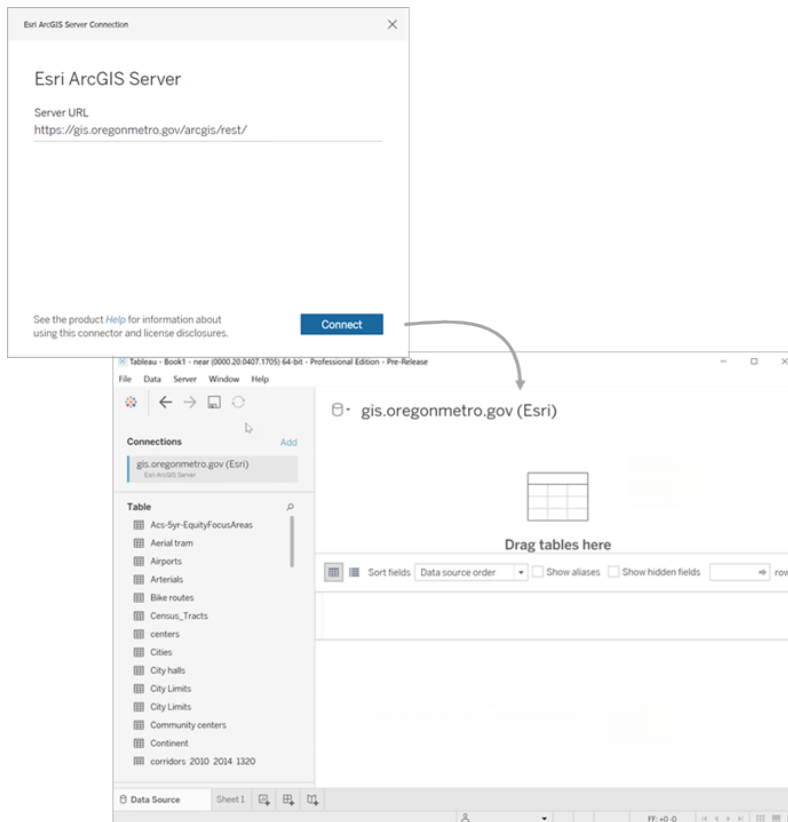 Esri ArcGIS Server Connection
Esri ArcGIS Server
Server URL
https://gis.oregonmetro.gov/arcgis/rest/
See the product Help for information about
using this connector and license disclosures.
Connect
Tableau - Book1 - near (0000.20.0407.1705) 64-bit - Professional Edition - Pre-Release
File Data Server Window Help
gis.oregonmetro.gov (Esri)
Connections Add
gis.oregonmetro.gov (Esri)
Esri ArcGIS Server
Table
Acs-5yr-EquityFocusAreas
Aerial tram
Airports
Arterials
Bike routes
Census_Tracts
centers
Cities
City halls
City Limits
City Limits
Community centers
Continent
corridors_2010_2014_1320
Drag tables here
Sort fields Data source order Show aliases Show hidden fields row
Data Source Sheet 1
FF: +0 -0